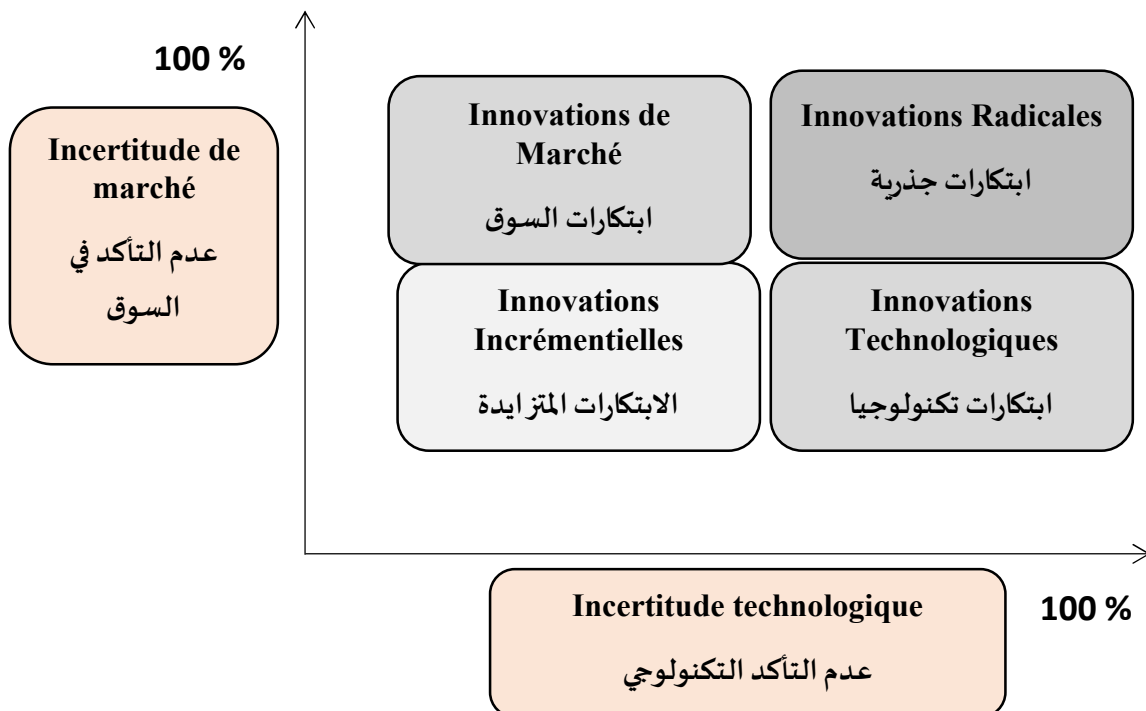 100 %
Incertitude de
marché
عدم التأكد في
السوق
Innovations de
Marché
ابتكارات السوق
Innovations Radicales
ابتكارات جذرية
Innovations
Incrémentielles
الابتكارات المتزايدة
Innovations
Technologiques
ابتكارات تكنولوجيا
Incertitude technologique
عدم التأكد التكنولوجي
100 %